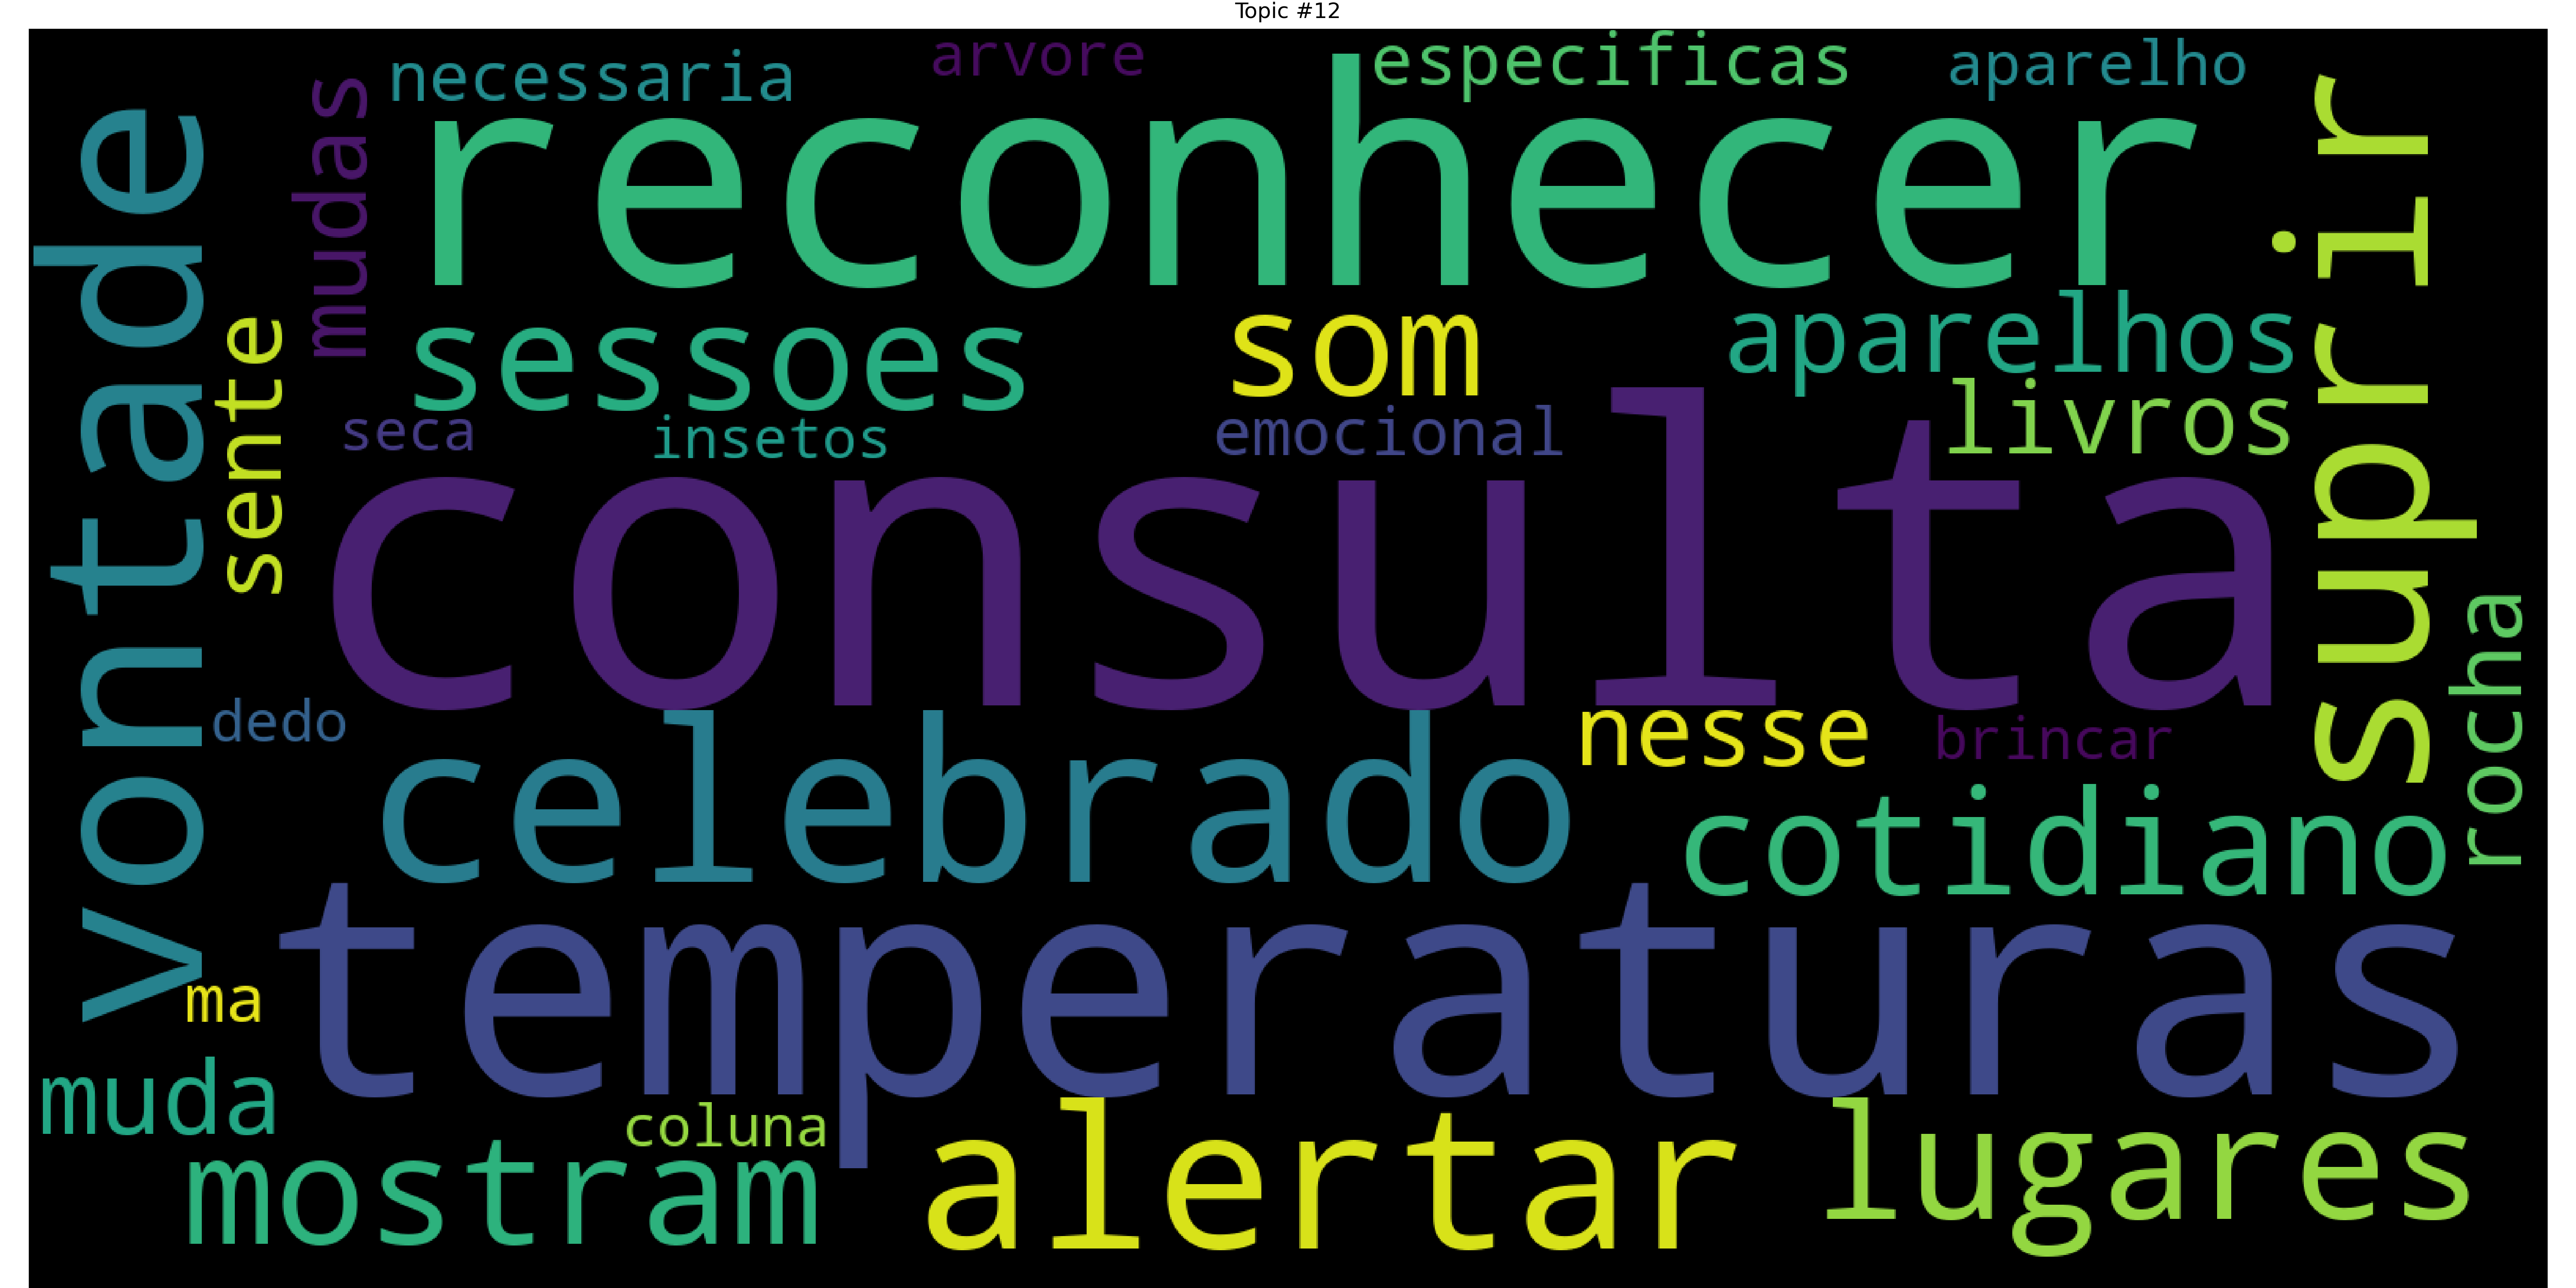 Topic #12
necessaria
arvore
especificas
aparelho
mudas
reconhecer
vontade
suprir
sente
sessoes
som
aparelhos
livros
seca
insetos
emocional
consulta
rocha
dedo
nesse
brincar
celebrado
cotidiano
temperaturas
ma
muda
coluna
mostram
alertar
lugares